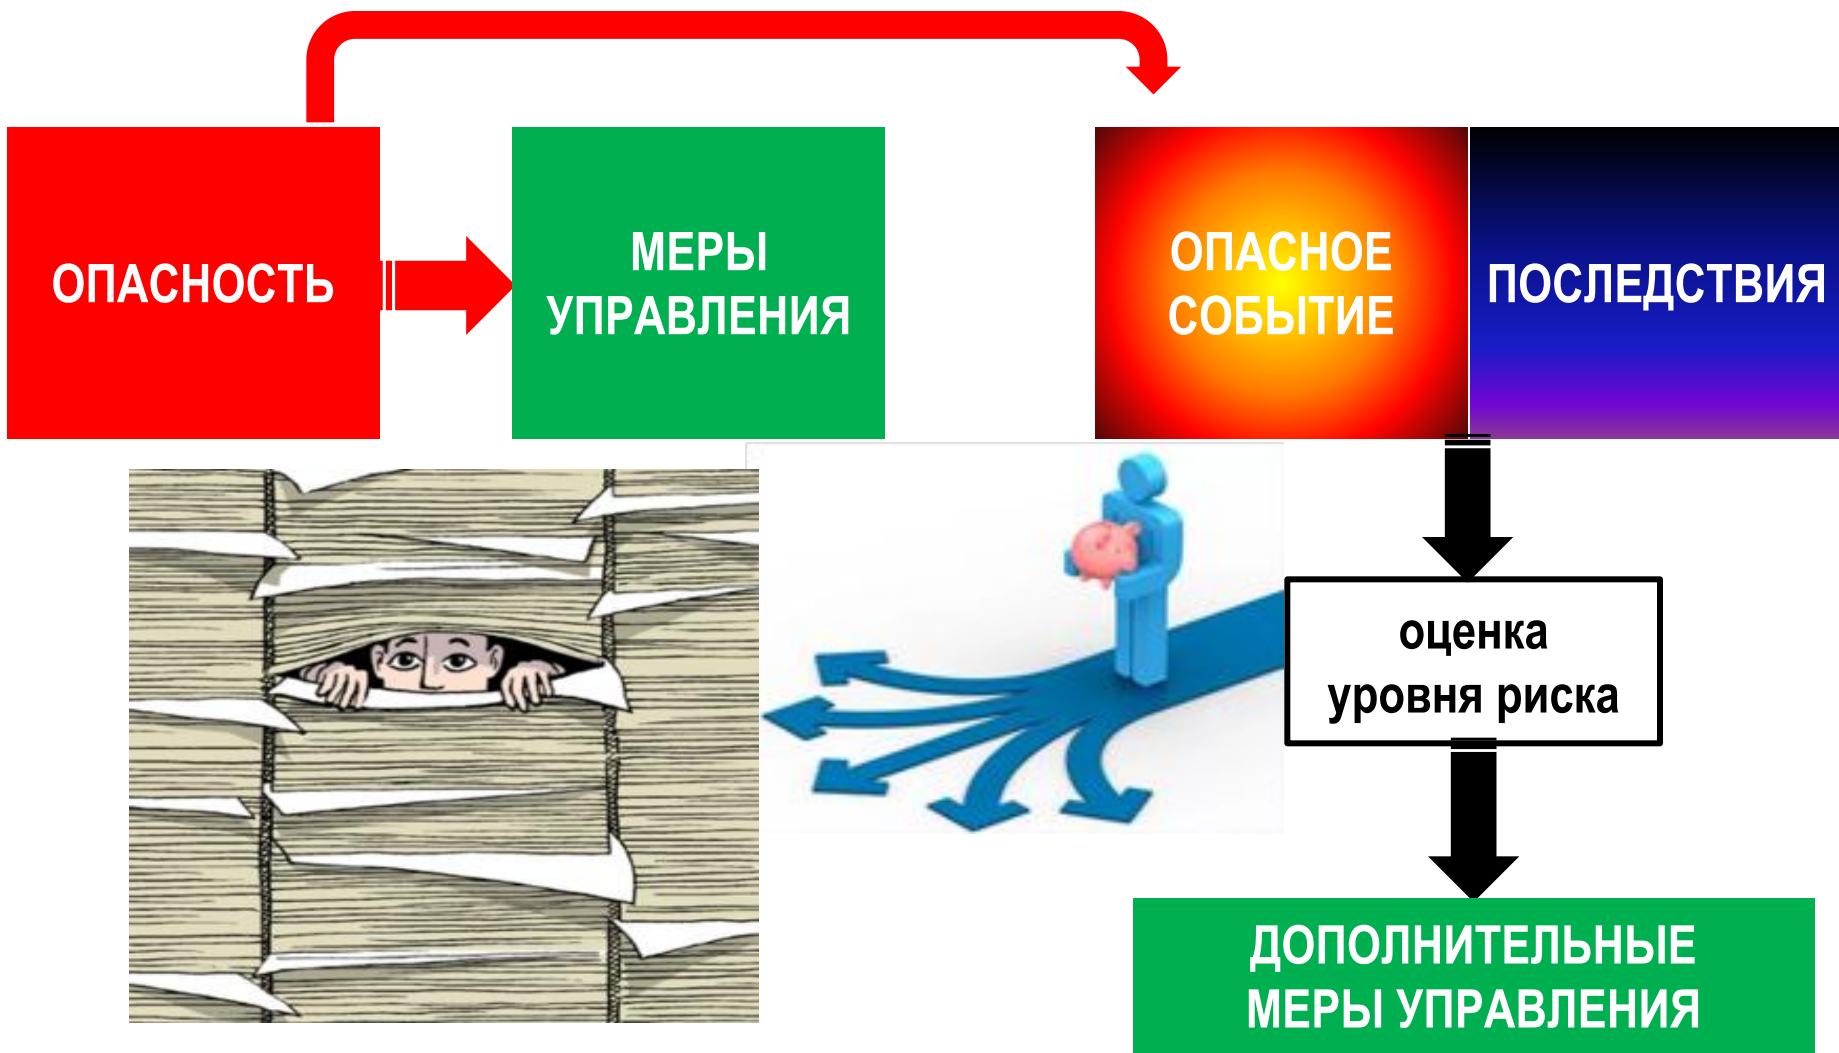 ОПАСНОСТЬ
МЕРЫ
УПРАВЛЕНИЯ
ОПАСНОЕ
СОБЫТИЕ
ПОСЛЕДСТВИЯ
оценка
уровня риска
ДОПОЛНИТЕЛЬНЫЕ
МЕРЫ УПРАВЛЕНИЯ